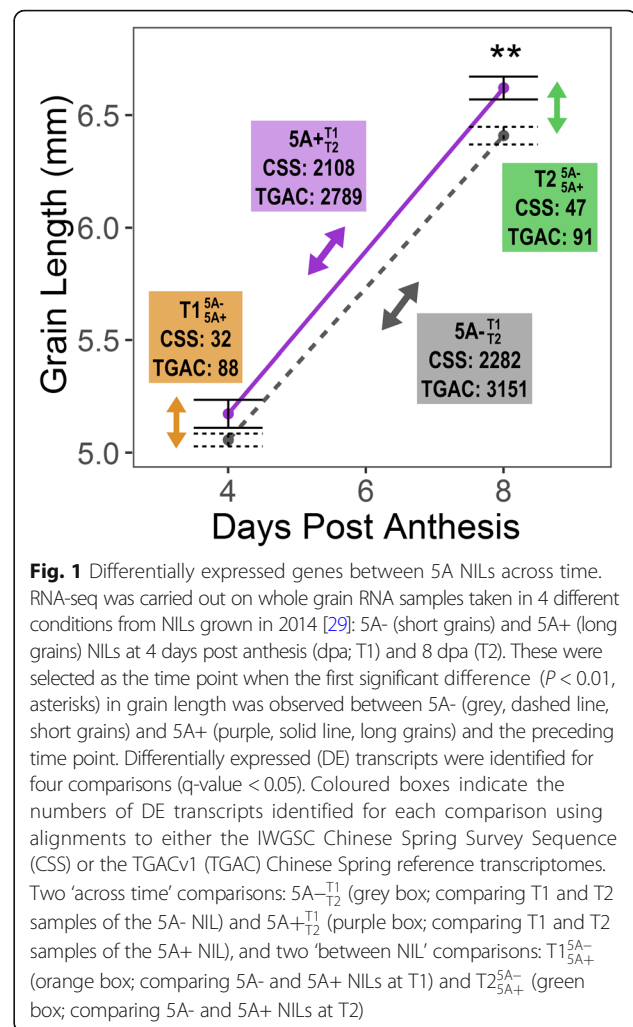 **
6.5
6.0
5.5
5.0
Grain Length (mm)
5A+ T1 T2
CSS: 2108
TGAC: 2789
T2 5A- 5A+
CSS: 47
TGAC: 91
T1 5A- 5A+
CSS: 32
TGAC: 88
5A- T1 T2
CSS: 2282
TGAC: 3151
4 6 8
Days Post Anthesis
Fig. 1 Differentially expressed genes between 5A NILs across time.
RNA-seq was carried out on whole grain RNA samples taken in 4 different
conditions from NILs grown in 2014 [29]: 5A- (short grains) and 5A+ (long
grains) NILs at 4 days post anthesis (dpa; T1) and 8 dpa (T2). These were
selected as the time point when the first significant difference (P < 0.01,
asterisks) in grain length was observed between 5A- (grey, dashed line,
short grains) and 5A+ (purple, solid line, long grains) and the preceding
time point. Differentially expressed (DE) transcripts were identified for
four comparisons (q-value < 0.05). Coloured boxes indicate the
numbers of DE transcripts identified for each comparison using
alignments to either the IWGSC Chinese Spring Survey Sequence
(CSS) or the TGACv1 (TGAC) Chinese Spring reference transcriptomes.
Two ‘across time’ comparisons: 5A− T1 T2 (grey box; comparing T1 and T2
samples of the 5A- NIL) and 5A+ T1 T2 (purple box; comparing T1 and T2
samples of the 5A+ NIL), and two ‘between NIL’ comparisons: T1 5A− 5A+
(orange box; comparing 5A- and 5A+ NILs at T1) and T2 5A− 5A+ (green
box; comparing 5A- and 5A+ NILs at T2)